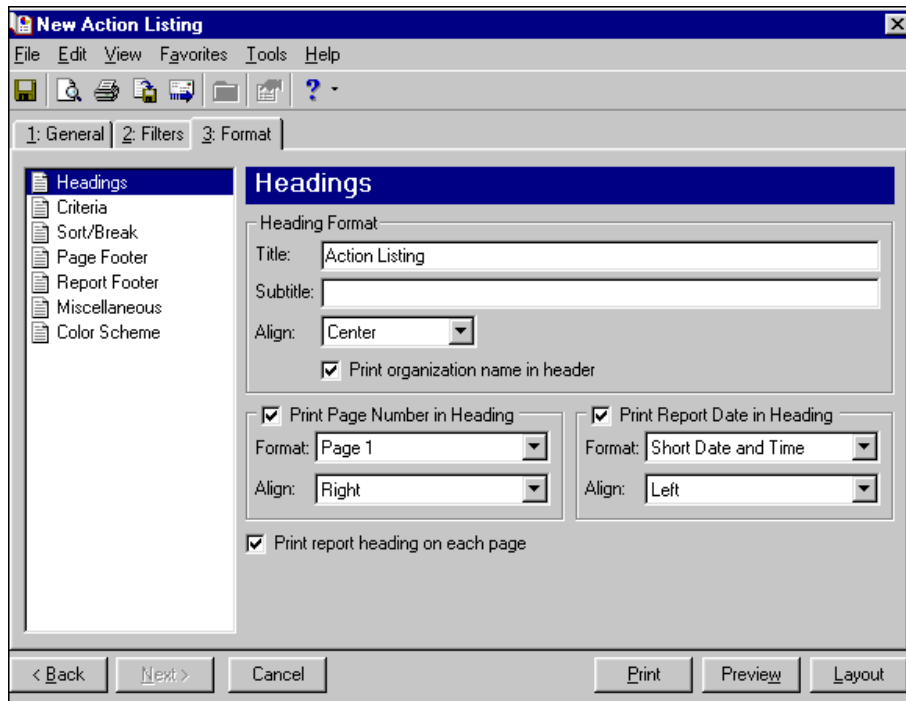 New Action Listing
File Edit View Favorites Tools Help
1: General 2: Filters 3: Format
Headings
Criteria
Sort/Break
Page Footer
Report Footer
Miscellaneous
Color Scheme
Headings
Heading Format
Title: Action Listing
Subtitle:
Align: Center
Print organization name in header
Print Page Number in Heading
Format: Page 1
Align: Right
Print Report Date in Heading
Format: Short Date and Time
Align: Left
Print report heading on each page
< Back Next > Cancel Print Preview Layout